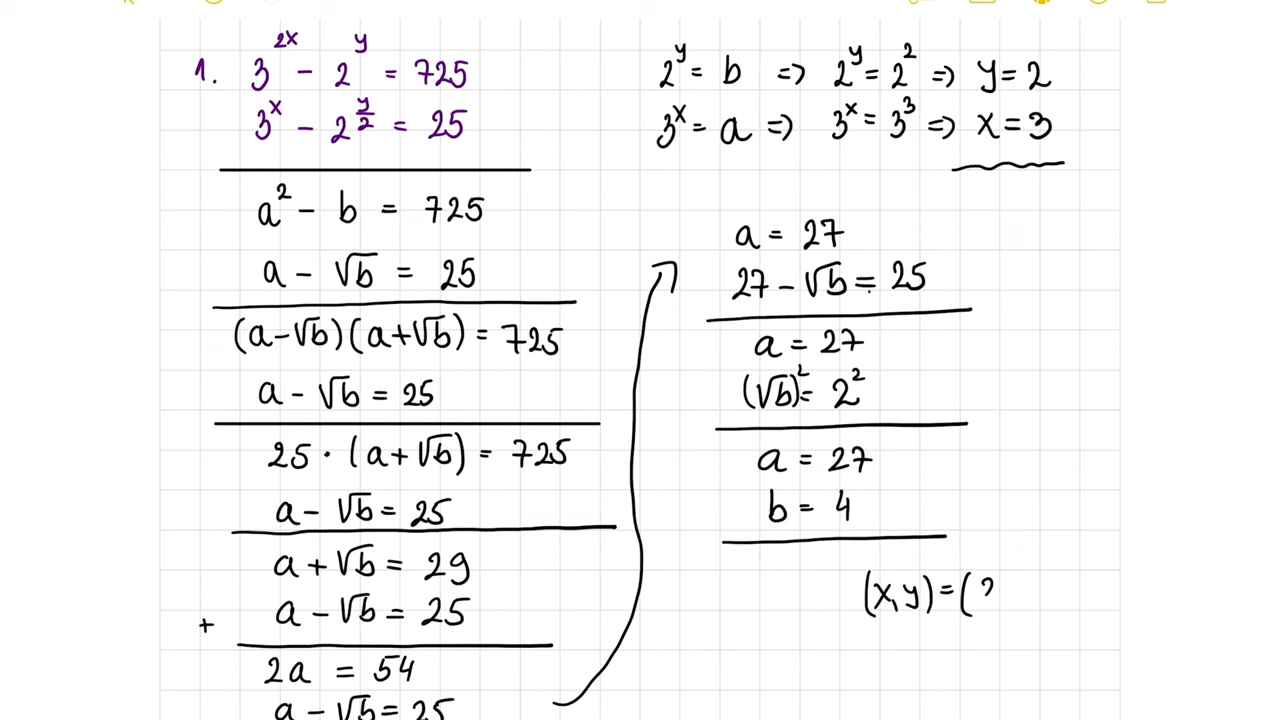 1. 3^{2x} - 2^y = 725
3^x - 2^{y/2} = 25
a² - b = 725
a - √b = 25
(a-√b)(a+√b) = 725
a - √b = 25
25 · (a+√b) = 725
a - √b = 25
a + √b = 29
+ a - √b = 25
2a = 54
a - √b = 25
2^y = b => 2^y = 2² => y = 2
3^x = a => 3^x = 3³ => x = 3
a = 27
27 - √b = 25
a = 27
(√b)² = 2²
a = 27
b = 4
(x,y) = (